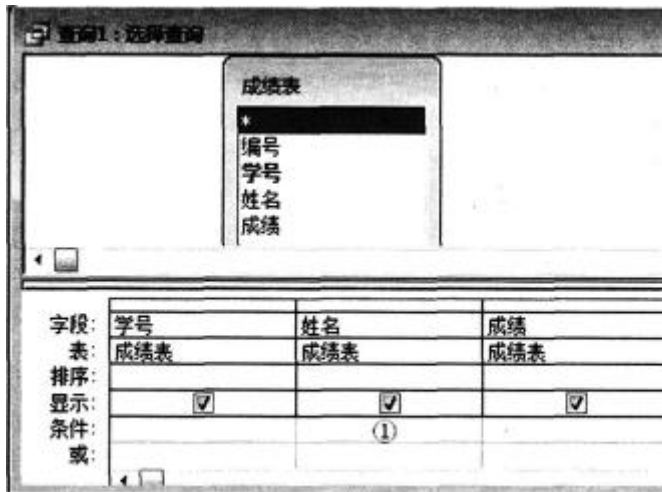 查询1：选择查询
成绩表
*
编号
学号
姓名
成绩
字段: 学号 姓名 成绩
表: 成绩表 成绩表 成绩表
排序:
显示:
条件: ①
或: